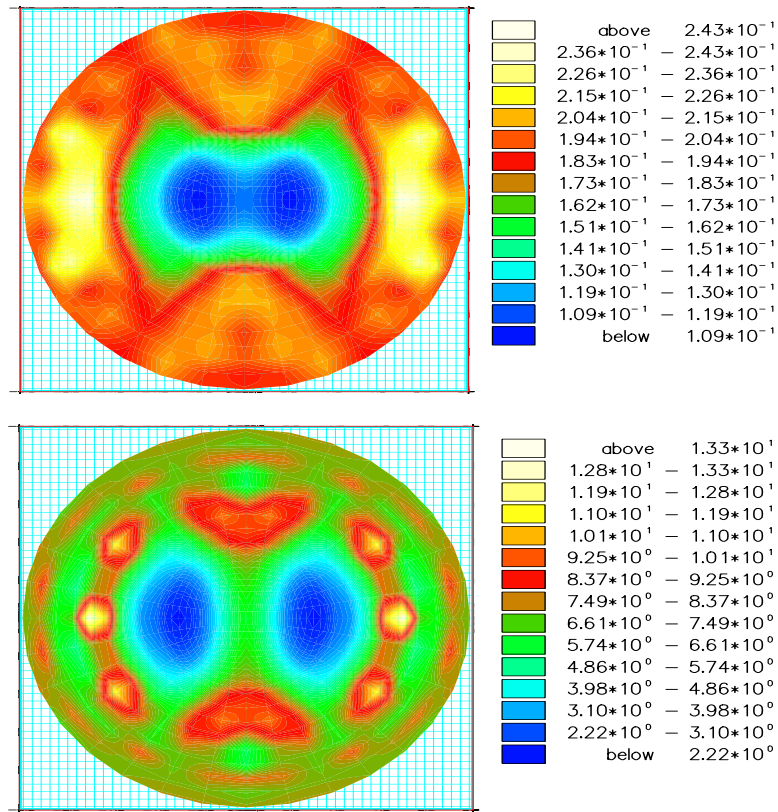 above 2.43*10⁻¹
2.36*10⁻¹ – 2.43*10⁻¹
2.26*10⁻¹ – 2.36*10⁻¹
2.15*10⁻¹ – 2.26*10⁻¹
2.04*10⁻¹ – 2.15*10⁻¹
1.94*10⁻¹ – 2.04*10⁻¹
1.83*10⁻¹ – 1.94*10⁻¹
1.73*10⁻¹ – 1.83*10⁻¹
1.62*10⁻¹ – 1.73*10⁻¹
1.51*10⁻¹ – 1.62*10⁻¹
1.41*10⁻¹ – 1.51*10⁻¹
1.30*10⁻¹ – 1.41*10⁻¹
1.19*10⁻¹ – 1.30*10⁻¹
1.09*10⁻¹ – 1.19*10⁻¹
below 1.09*10⁻¹
above 1.33*10¹
1.28*10¹ – 1.33*10¹
1.19*10¹ – 1.28*10¹
1.10*10¹ – 1.19*10¹
1.01*10¹ – 1.10*10¹
9.25*10⁰ – 1.01*10¹
8.37*10⁰ – 9.25*10⁰
7.49*10⁰ – 8.37*10⁰
6.61*10⁰ – 7.49*10⁰
5.74*10⁰ – 6.61*10⁰
4.86*10⁰ – 5.74*10⁰
3.98*10⁰ – 4.86*10⁰
3.10*10⁰ – 3.98*10⁰
2.22*10⁰ – 3.10*10⁰
below 2.22*10⁰